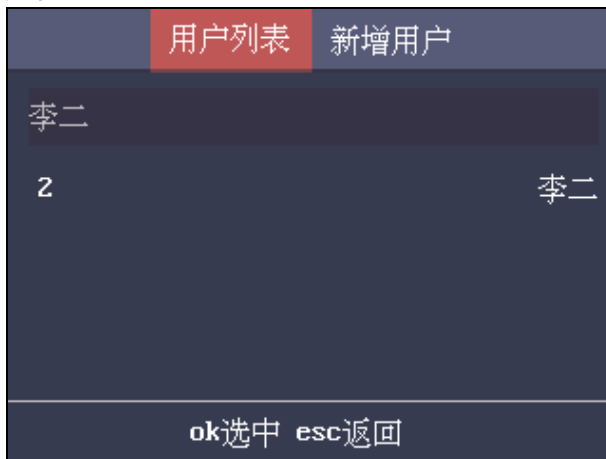 用户列表 新增用户
李二
2 李二
ok选中 esc返回